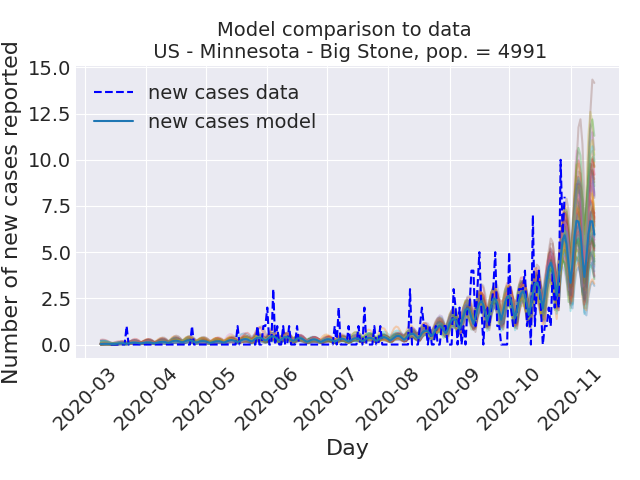 Model comparison to data
US - Minnesota - Big Stone, pop. = 4991
Number of new cases reported
15.0
12.5
10.0
7.5
5.0
2.5
0.0
new cases data
new cases model
2020-03
2020-04
2020-05
2020-06
2020-07
2020-08
2020-09
2020-10
2020-11
Day